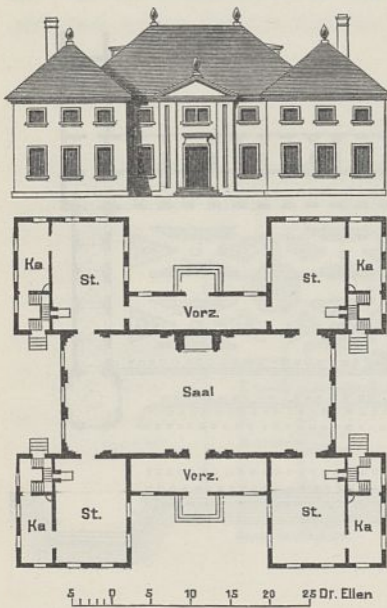 Ka St. St. Ka
Vorz.
Saal
Vorz.
Ka St. St. Ka
5 0 5 10 15 20 25 Dr. Ellen